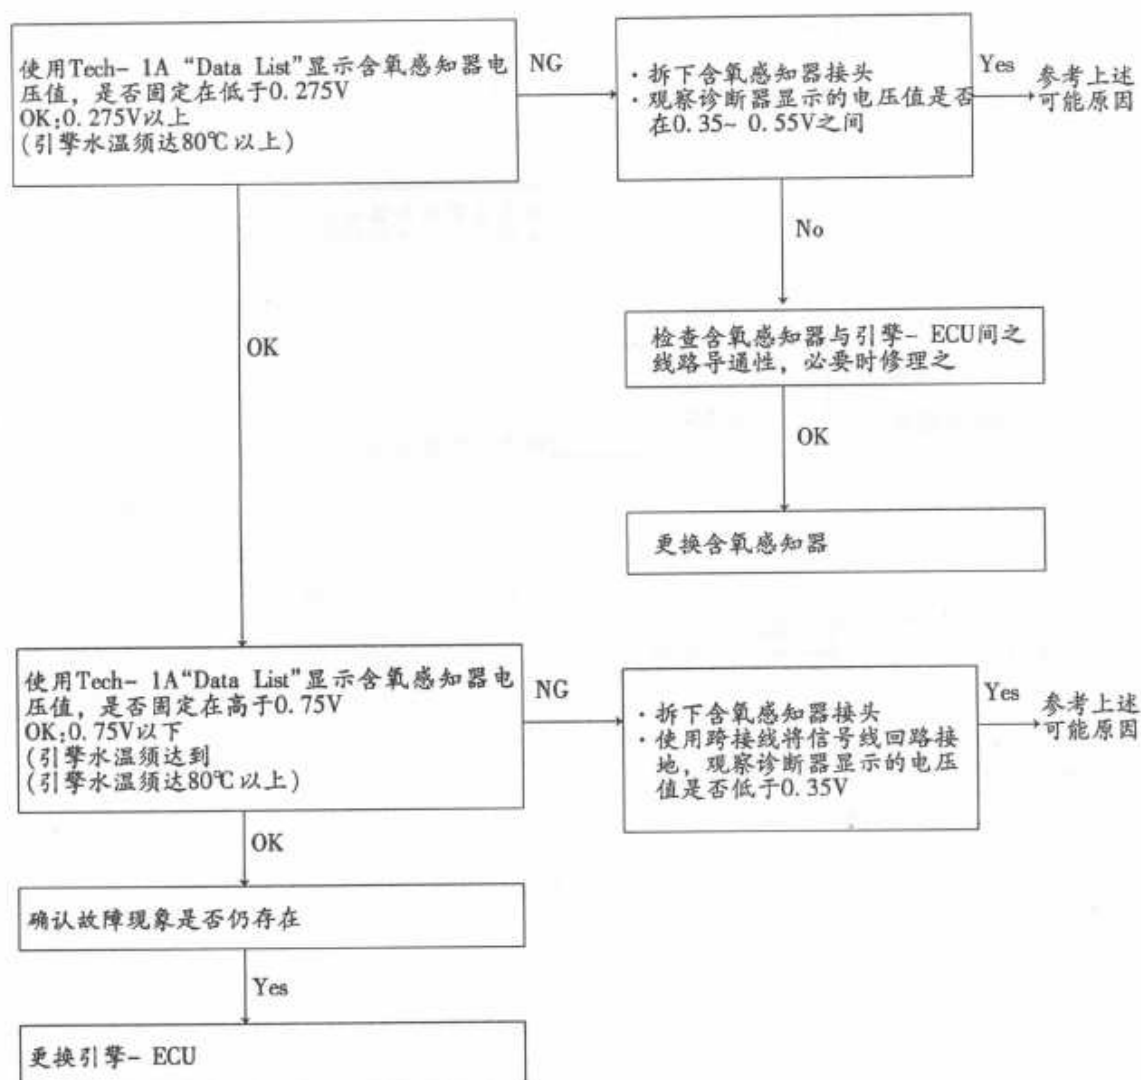 使用Tech- 1A “Data List”显示含氧感知器电
压值，是否固定在低于0.275V
OK:0.275V以上
(引擎水温须达80℃以上)
NG
·拆下含氧感知器接头
·观察诊断器显示的电压值是否
在0.35~ 0.55V之间
Yes
参考上述
可能原因
No
OK
检查含氧感知器与引擎- ECU间之
线路导通性，必要时修理之
OK
更换含氧感知器
使用Tech- 1A“Data List”显示含氧感知器电
压值，是否固定在高于0.75V
OK:0.75V以下
(引擎水温须达到
(引擎水温须达80℃以上)
NG
·拆下含氧感知器接头
·使用跨接线将信号线回路接
地，观察诊断器显示的电压
值是否低于0.35V
Yes
参考上述
可能原因
OK
确认故障现象是否仍存在
Yes
更换引擎- ECU